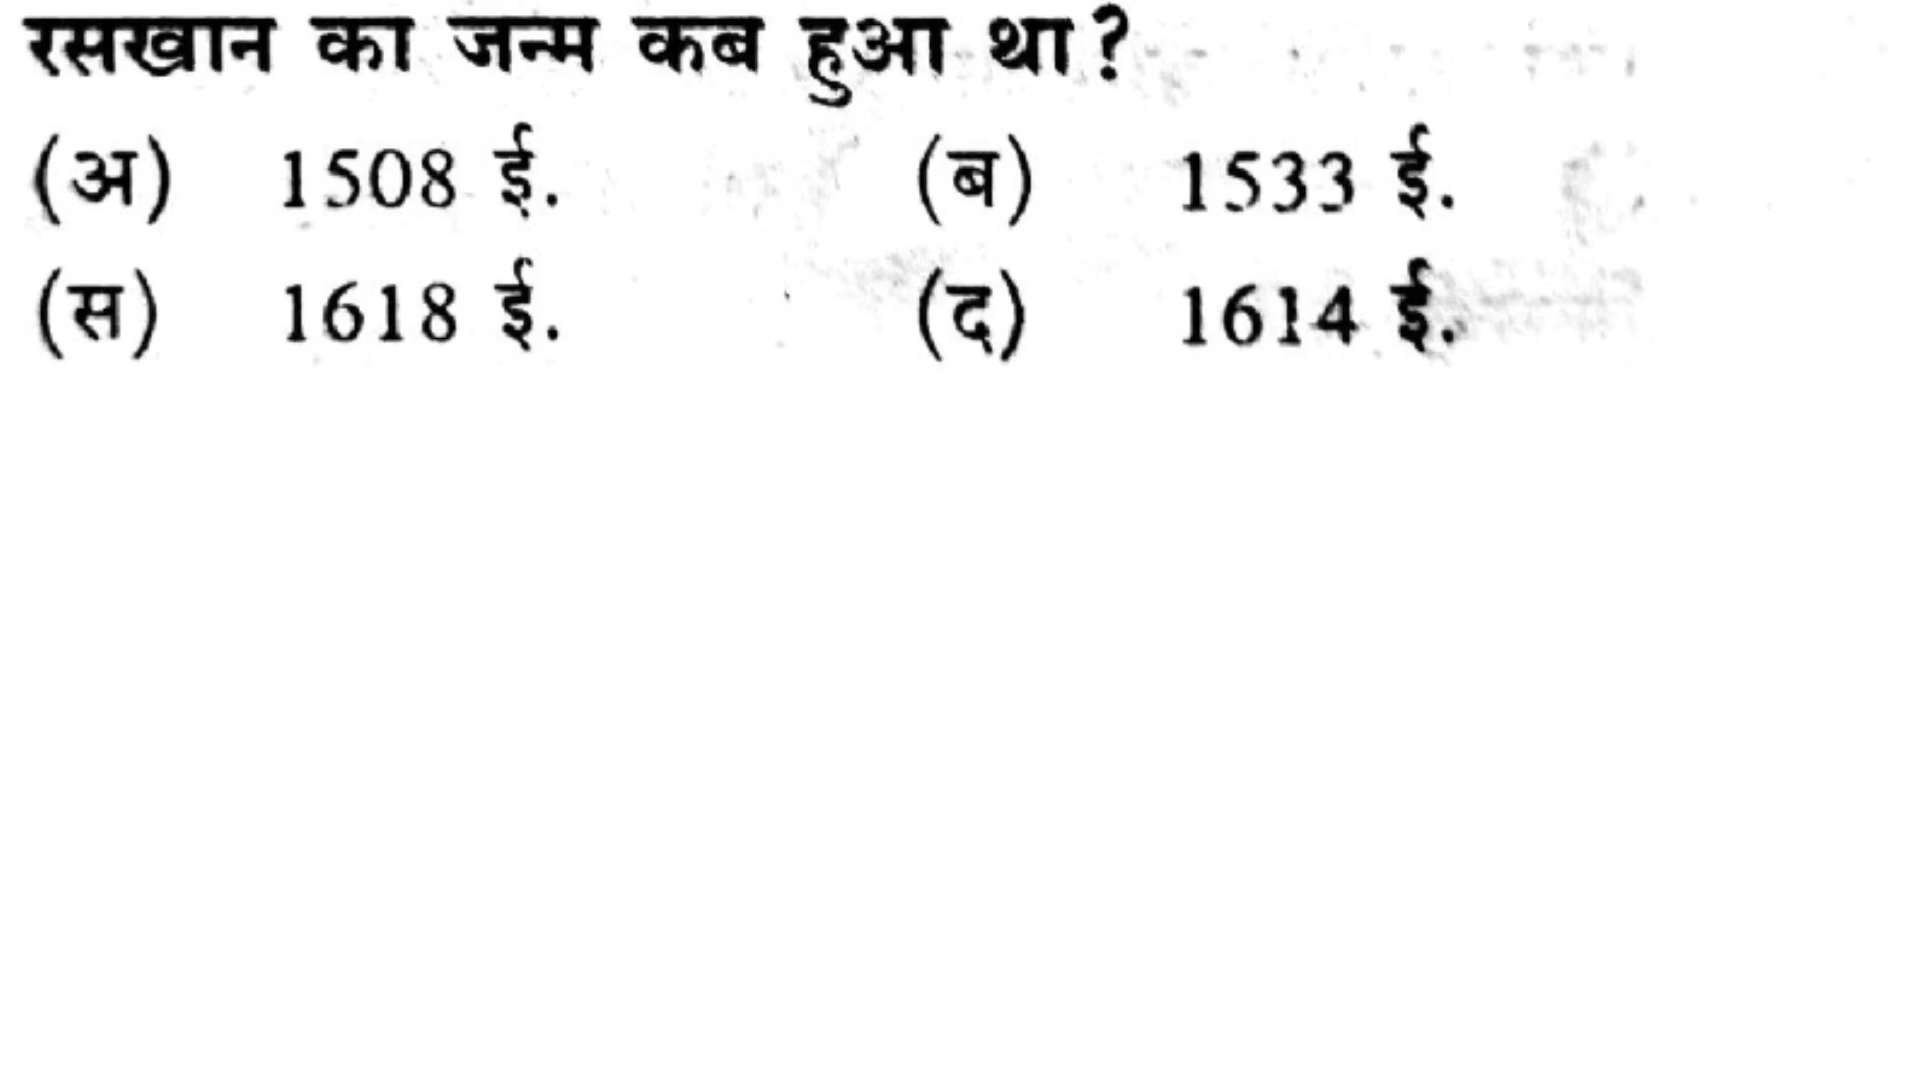 रसखान का जन्म कब हुआ था?
(अ) 1508 ई. (ब) 1533 ई.
(स) 1618 ई. (द) 1614 ई.